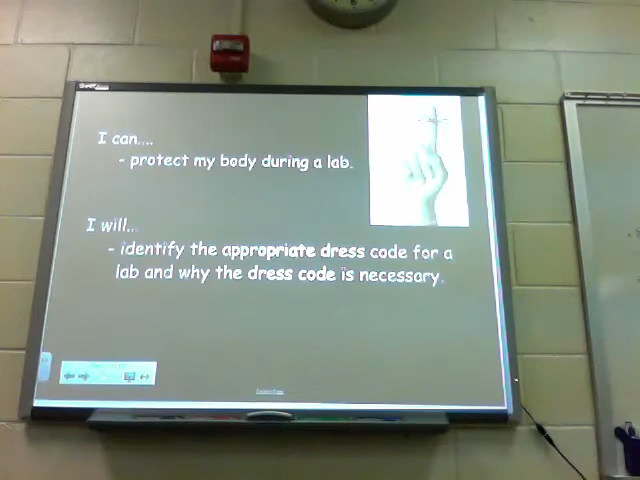 I can....
- protect my body during a lab.
I will...
- identify the appropriate dress code for a
lab and why the dress code is necessary.